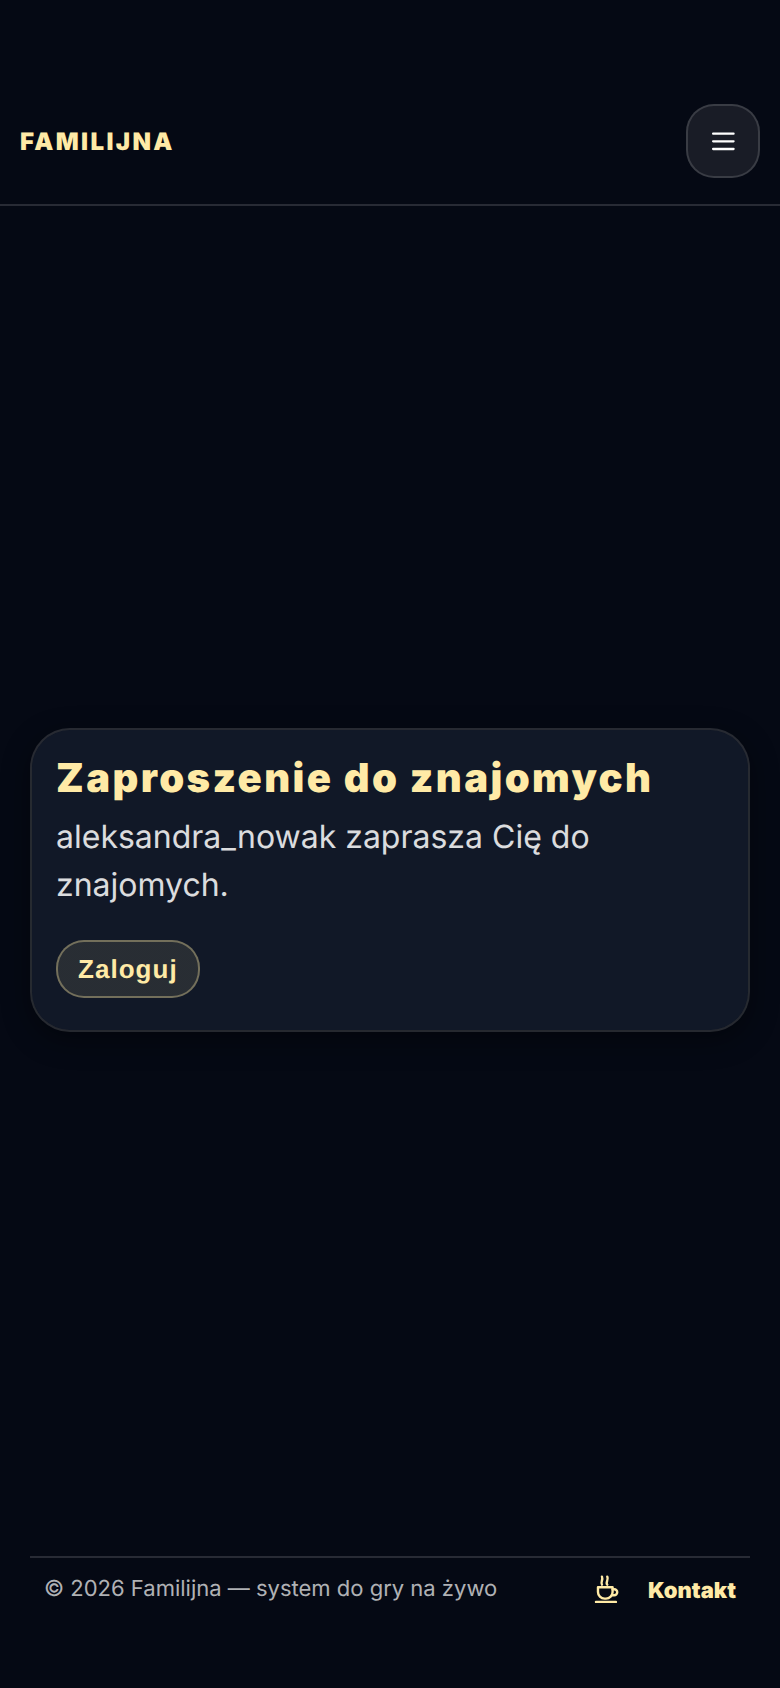 FAMILIJNA
Zaproszenie do znajomych
aleksandra_nowak zaprasza Cię do
znajomych.
Zaloguj
© 2026 Familijna — system do gry na żywo
Kontakt